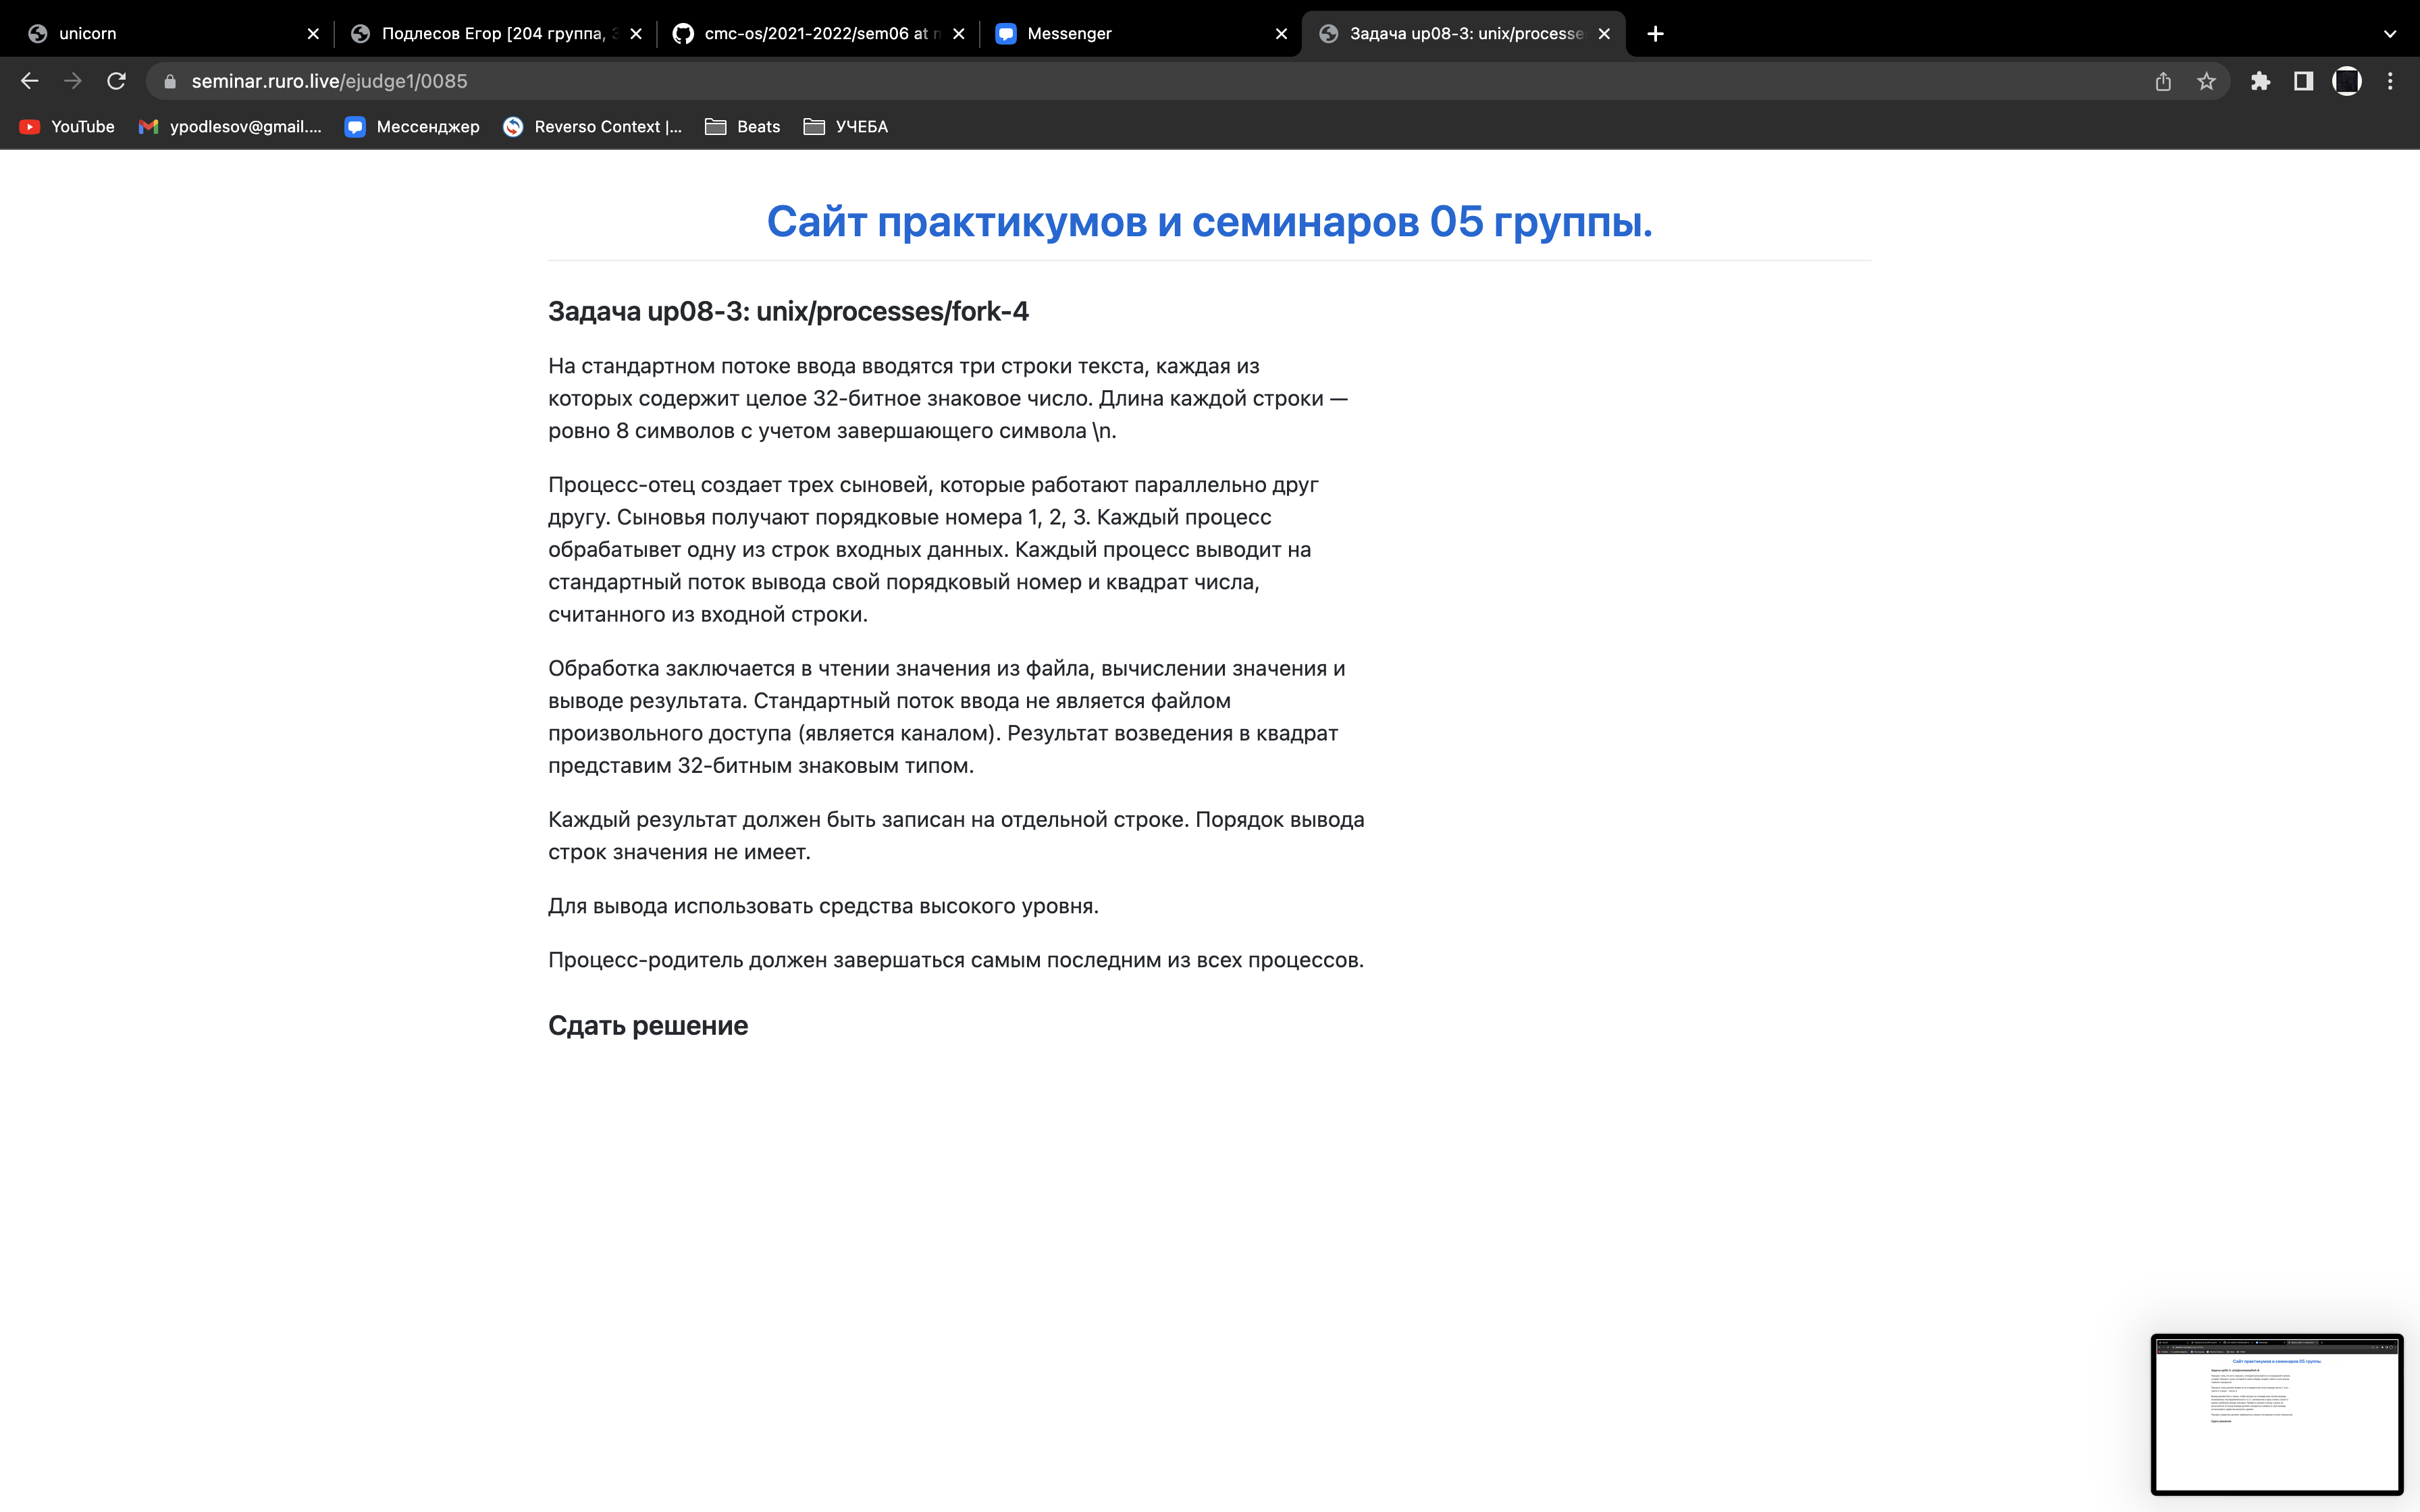 unicorn
Подлесов Егор [204 группа,
cmc-os/2021-2022/sem06 at
Messenger
Задача up08-3: unix/processe
seminar.ruro.live/ejudge1/0085
YouTube
ypodlesov@gmail....
Мессенджер
Reverso Context |...
Beats
УЧЕБА
Сайт практикумов и семинаров 05 группы.
Задача up08-3: unix/processes/fork-4
На стандартном потоке ввода вводятся три строки текста, каждая из
которых содержит целое 32-битное знаковое число. Длина каждой строки —
ровно 8 символов с учетом завершающего символа \n.
Процесс-отец создает трех сыновей, которые работают параллельно друг
другу. Сыновья получают порядковые номера 1, 2, 3. Каждый процесс
обрабатывет одну из строк входных данных. Каждый процесс выводит на
стандартный поток вывода свой порядковый номер и квадрат числа,
считанного из входной строки.
Обработка заключается в чтении значения из файла, вычислении значения и
выводе результата. Стандартный поток ввода не является файлом
произвольного доступа (является каналом). Результат возведения в квадрат
представим 32-битным знаковым типом.
Каждый результат должен быть записан на отдельной строке. Порядок вывода
строк значения не имеет.
Для вывода использовать средства высокого уровня.
Процесс-родитель должен завершаться самым последним из всех процессов.
Сдать решение
Сайт практикумов и семинаров 05 группы.